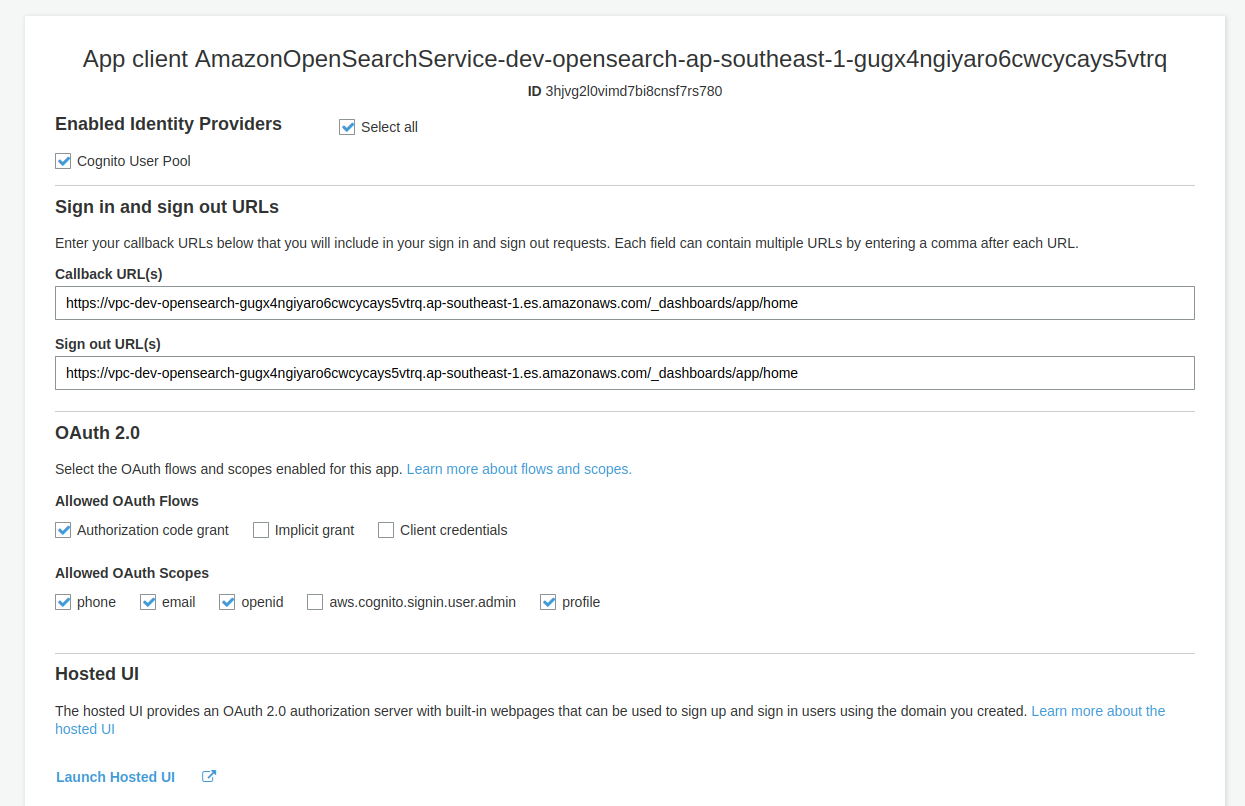 App client AmazonOpenSearchService-dev-opensearch-ap-southeast-1-gugx4ngiyaro6cwcycays5vtrq
ID 3hjvg2l0vimd7bi8cnsf7rs780
Enabled Identity Providers Select all
Cognito User Pool
Sign in and sign out URLs
Enter your callback URLs below that you will include in your sign in and sign out requests. Each field can contain multiple URLs by entering a comma after each URL.
Callback URL(s)
https://vpc-dev-opensearch-gugx4ngiyaro6cwcycays5vtrq.ap-southeast-1.es.amazonaws.com/_dashboards/app/home
Sign out URL(s)
https://vpc-dev-opensearch-gugx4ngiyaro6cwcycays5vtrq.ap-southeast-1.es.amazonaws.com/_dashboards/app/home
OAuth 2.0
Select the OAuth flows and scopes enabled for this app. Learn more about flows and scopes.
Allowed OAuth Flows
Authorization code grant Implicit grant Client credentials
Allowed OAuth Scopes
phone email openid aws.cognito.signin.user.admin profile
Hosted UI
The hosted UI provides an OAuth 2.0 authorization server with built-in webpages that can be used to sign up and sign in users using the domain you created. Learn more about the
hosted UI
Launch Hosted UI